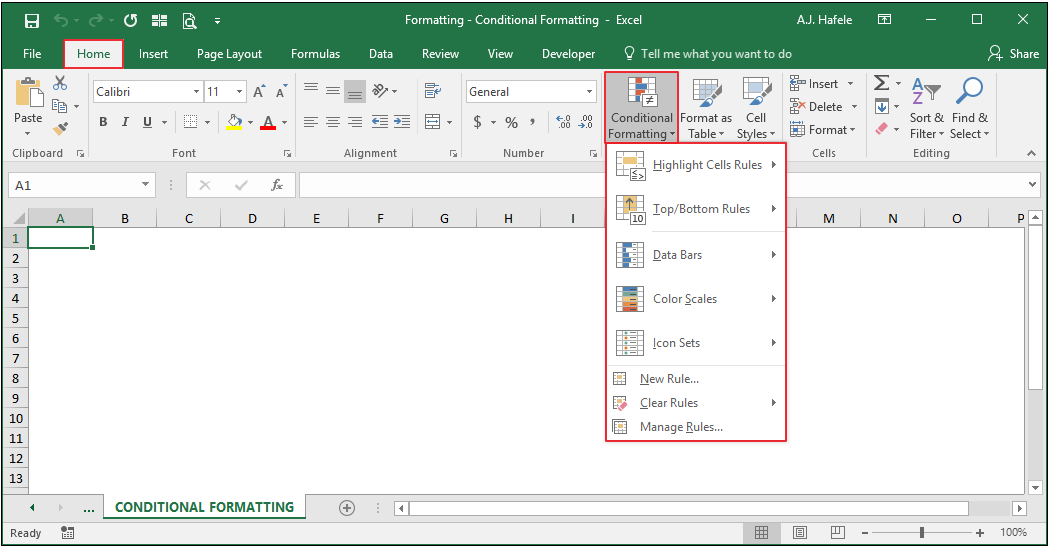 Formatting - Conditional Formatting - Excel
A.J. Hafele
File Home Insert Page Layout Formulas Data Review View Developer Tell me what you want to do Share
Calibri 11
General
Paste
B I U A
$ % ,
Conditional Formatting
Format as Table
Cell Styles
Insert
Delete
Format
Sort & Filter
Find & Select
Clipboard Font Alignment Number Cells Editing
A1 fx
Highlight Cells Rules
Top/Bottom Rules
Data Bars
Color Scales
Icon Sets
New Rule...
Clear Rules
Manage Rules...
A B C D E F G H I M N O P
1
2
3
4
5
6
7
8
9
10
11
12
13
... CONDITIONAL FORMATTING
Ready 100%